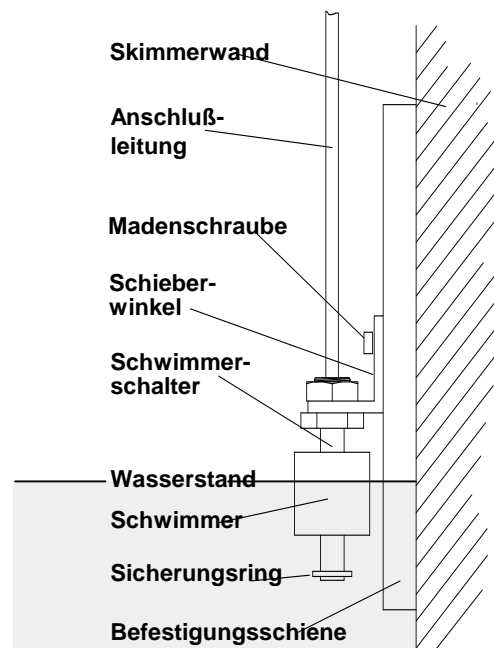 Skimmerwand
Anschluß-
leitung
Madenschraube
Schieber-
winkel
Schwimmer-
schalter
Wasserstand
Schwimmer
Sicherungsring
Befestigungsschiene